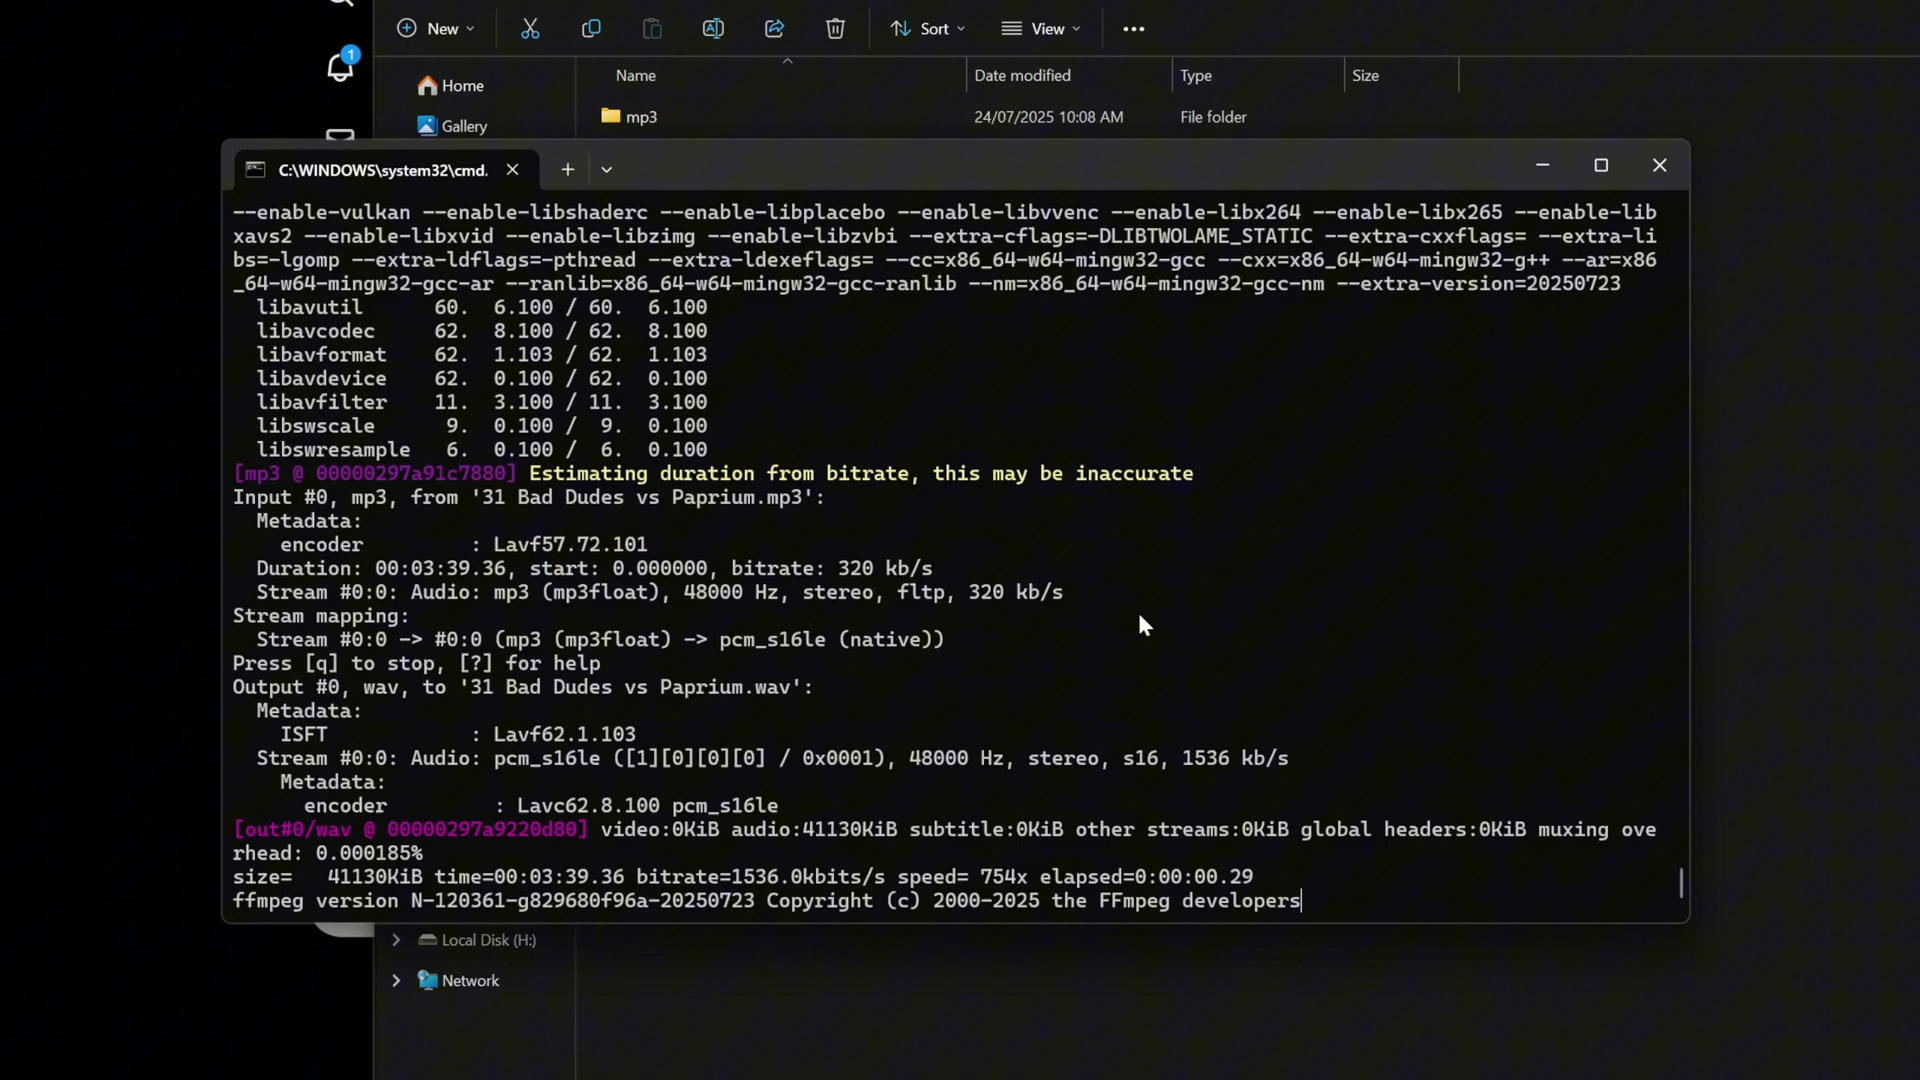 New
Sort
View
1
Home
Gallery
Name
Date modified
Type
Size
mp3
24/07/2025 10:08 AM
File folder
C:\WINDOWS\system32\cmd.
--enable-vulkan --enable-libshaderc --enable-libplacebo --enable-libvvenc --enable-libx264 --enable-libx265 --enable-lib
xavs2 --enable-libxvid --enable-libzimg --enable-libzvbi --extra-cflags=-DLIBTWOLAME_STATIC --extra-cxxflags= --extra-li
bs=-lgomp --extra-ldflags=-pthread --extra-ldexeflags= --cc=x86_64-w64-mingw32-gcc --cxx=x86_64-w64-mingw32-g++ --ar=x86
_64-w64-mingw32-gcc-ar --ranlib=x86_64-w64-mingw32-gcc-ranlib --nm=x86_64-w64-mingw32-gcc-nm --extra-version=20250723
libavutil 60. 6.100 / 60. 6.100
libavcodec 62. 8.100 / 62. 8.100
libavformat 62. 1.103 / 62. 1.103
libavdevice 62. 0.100 / 62. 0.100
libavfilter 11. 3.100 / 11. 3.100
libswscale 9. 0.100 / 9. 0.100
libswresample 6. 0.100 / 6. 0.100
[mp3 @ 00000297a91c7880] Estimating duration from bitrate, this may be inaccurate
Input #0, mp3, from '31 Bad Dudes vs Paprium.mp3':
Metadata:
encoder : Lavf57.72.101
Duration: 00:03:39.36, start: 0.000000, bitrate: 320 kb/s
Stream #0:0: Audio: mp3 (mp3float), 48000 Hz, stereo, fltp, 320 kb/s
Stream mapping:
Stream #0:0 -> #0:0 (mp3 (mp3float) -> pcm_s16le (native))
Press [q] to stop, [?] for help
Output #0, wav, to '31 Bad Dudes vs Paprium.wav':
Metadata:
ISFT : Lavf62.1.103
Stream #0:0: Audio: pcm_s16le ([1][0][0][0] / 0x0001), 48000 Hz, stereo, s16, 1536 kb/s
Metadata:
encoder : Lavc62.8.100 pcm_s16le
[out#0/wav @ 00000297a9220d80] video:0KiB audio:41130KiB subtitle:0KiB other streams:0KiB global headers:0KiB muxing ove
rhead: 0.000185%
size= 41130KiB time=00:03:39.36 bitrate=1536.0kbits/s speed= 754x elapsed=0:00:00.29
ffmpeg version N-120361-g829680f96a-20250723 Copyright (c) 2000-2025 the FFmpeg developers
Local Disk (H:)
Network